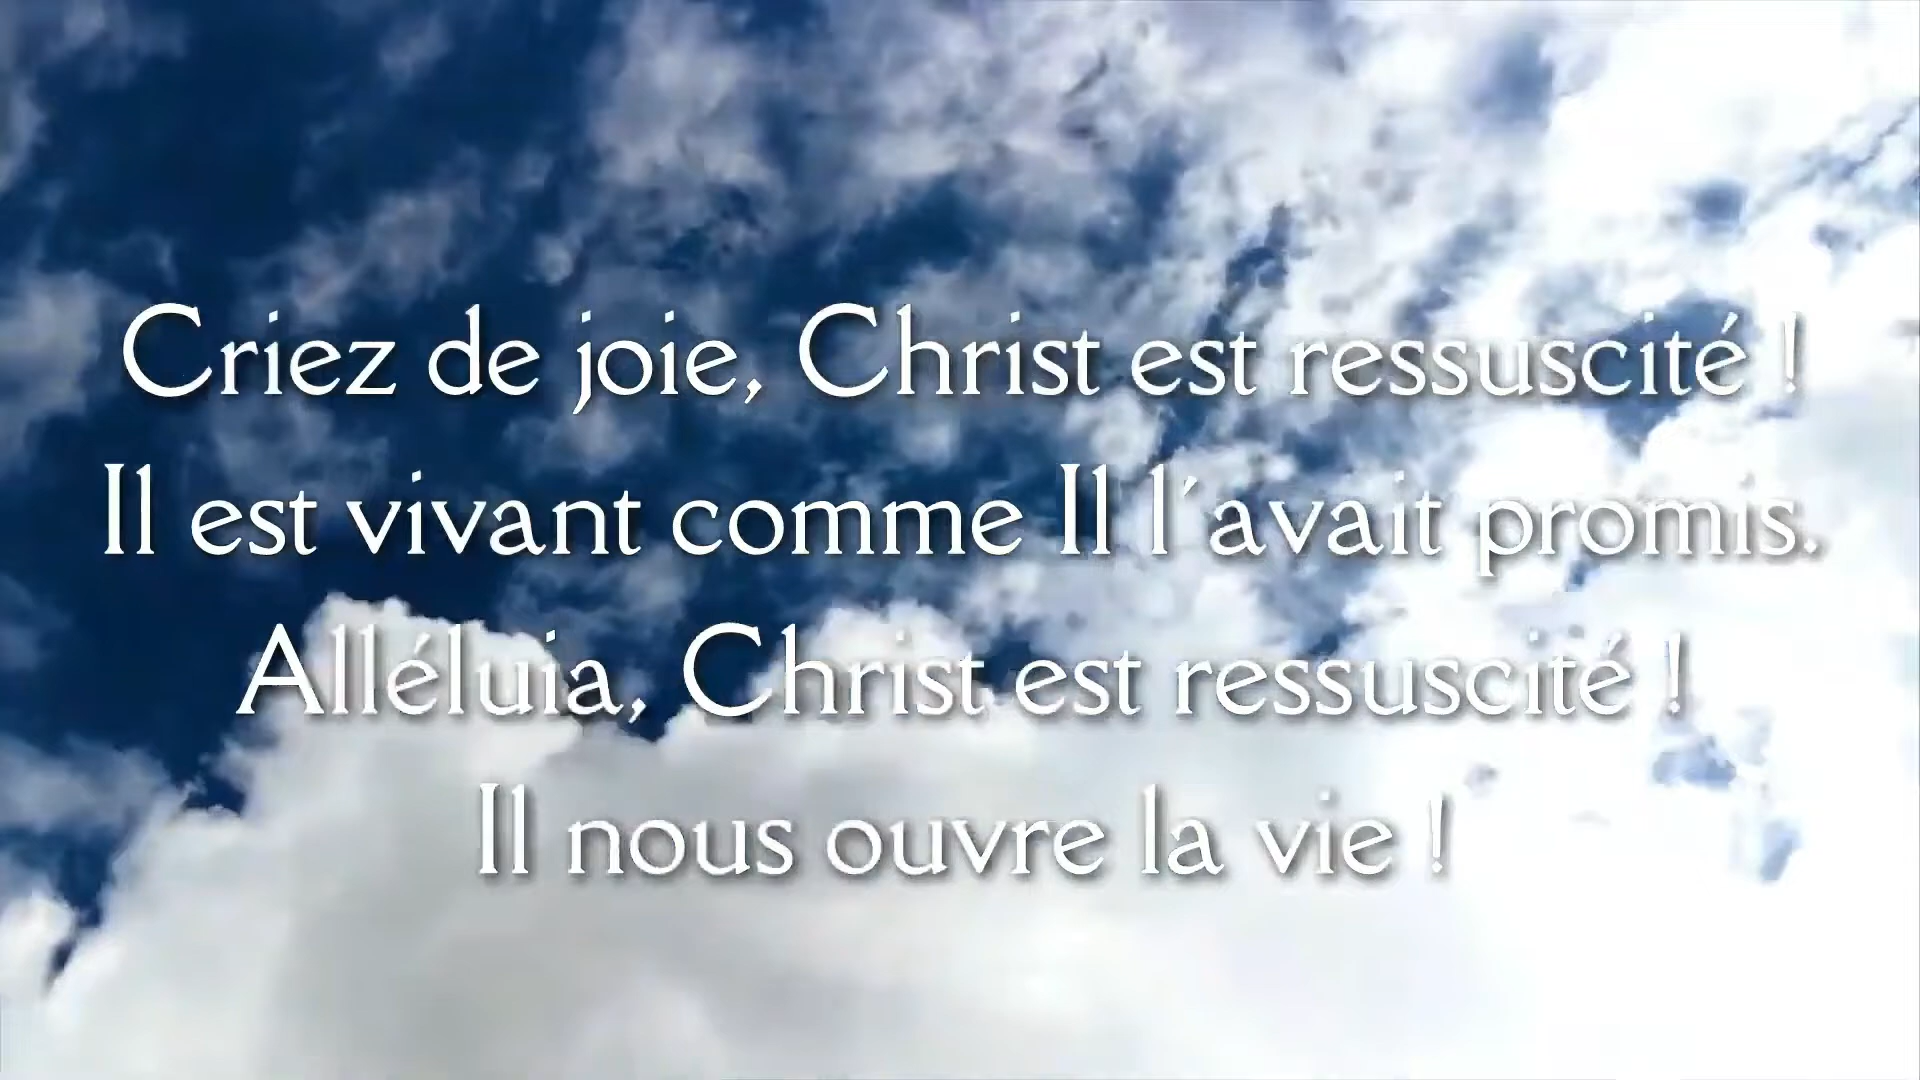 Criez de joie, Christ est ressuscité !
Il est vivant comme Il l'avait promis.
Alléluia, Christ est ressuscité !
Il nous ouvre la vie !